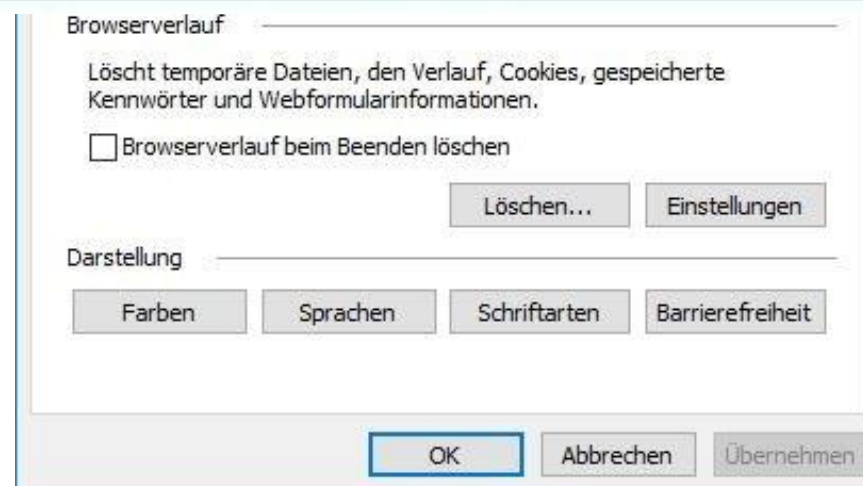 Browserverlauf
Löscht temporäre Dateien, den Verlauf, Cookies, gespeicherte
Kennwörter und Webformularinformationen.
Browserverlauf beim Beenden löschen
Löschen... Einstellungen
Darstellung
Farben Sprachen Schriftarten Barrierefreiheit
OK Abbrechen Übernehmen